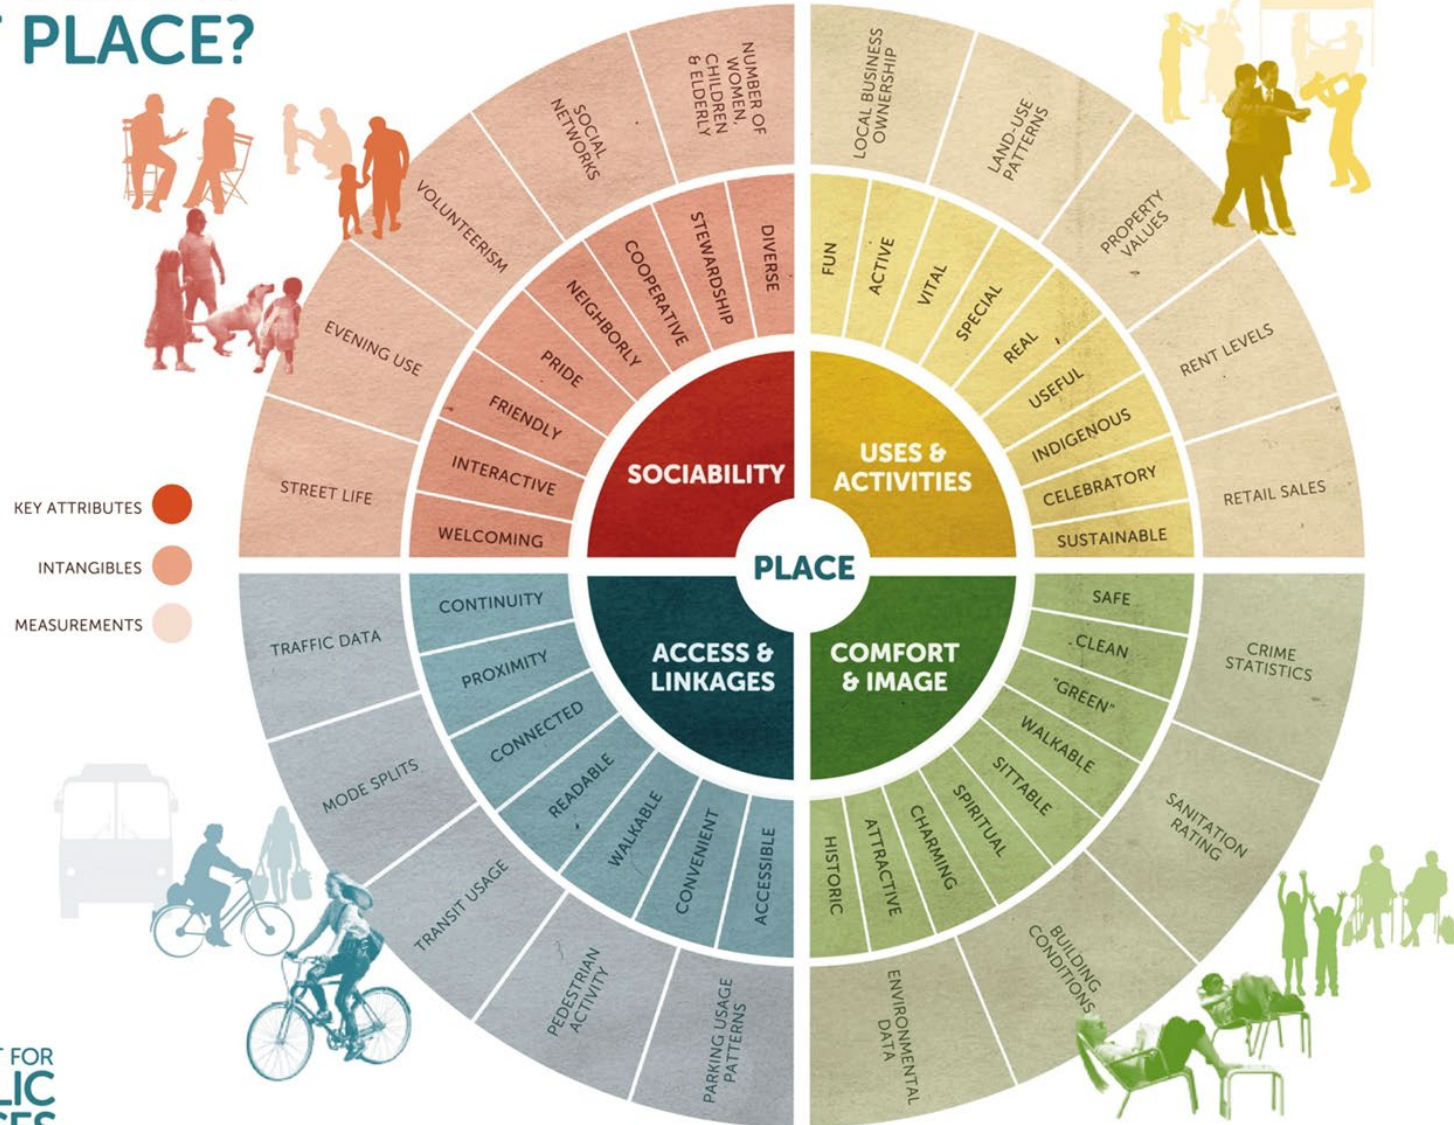 PLACE?
NUMBER OF
WOMEN,
CHILDREN
& ELDERLY
SOCIAL
NETWORKS
VOLUNTEERISM
EVENING USE
STREET LIFE
LOCAL BUSINESS
OWNERSHIP
LAND-USE
PATTERNS
PROPERTY
VALUES
RENT LEVELS
RETAIL SALES
DIVERSE
STEWARDSHIP
COOPERATIVE
NEIGHBORLY
PRIDE
FRIENDLY
INTERACTIVE
WELCOMING
FUN
ACTIVE
VITAL
SPECIAL
REAL
USEFUL
INDIGENOUS
CELEBRATORY
SUSTAINABLE
SOCIABILITY
USES &
ACTIVITIES
PLACE
ACCESS &
LINKAGES
COMFORT
& IMAGE
KEY ATTRIBUTES
INTANGIBLES
MEASUREMENTS
CONTINUITY
PROXIMITY
CONNECTED
READABLE
WALKABLE
CONVENIENT
ACCESSIBLE
SAFE
CLEAN
"GREEN"
WALKABLE
SITTABLE
SPIRITUAL
CHARMING
ATTRACTIVE
HISTORIC
TRAFFIC DATA
MODE SPLITS
TRANSIT USAGE
PEDESTRIAN
ACTIVITY
PARKING USAGE
PATTERNS
CRIME
STATISTICS
SANITATION
RATING
BUILDING
CONDITIONS
ENVIRONMENTAL
DATA
T FOR
LIC
CES